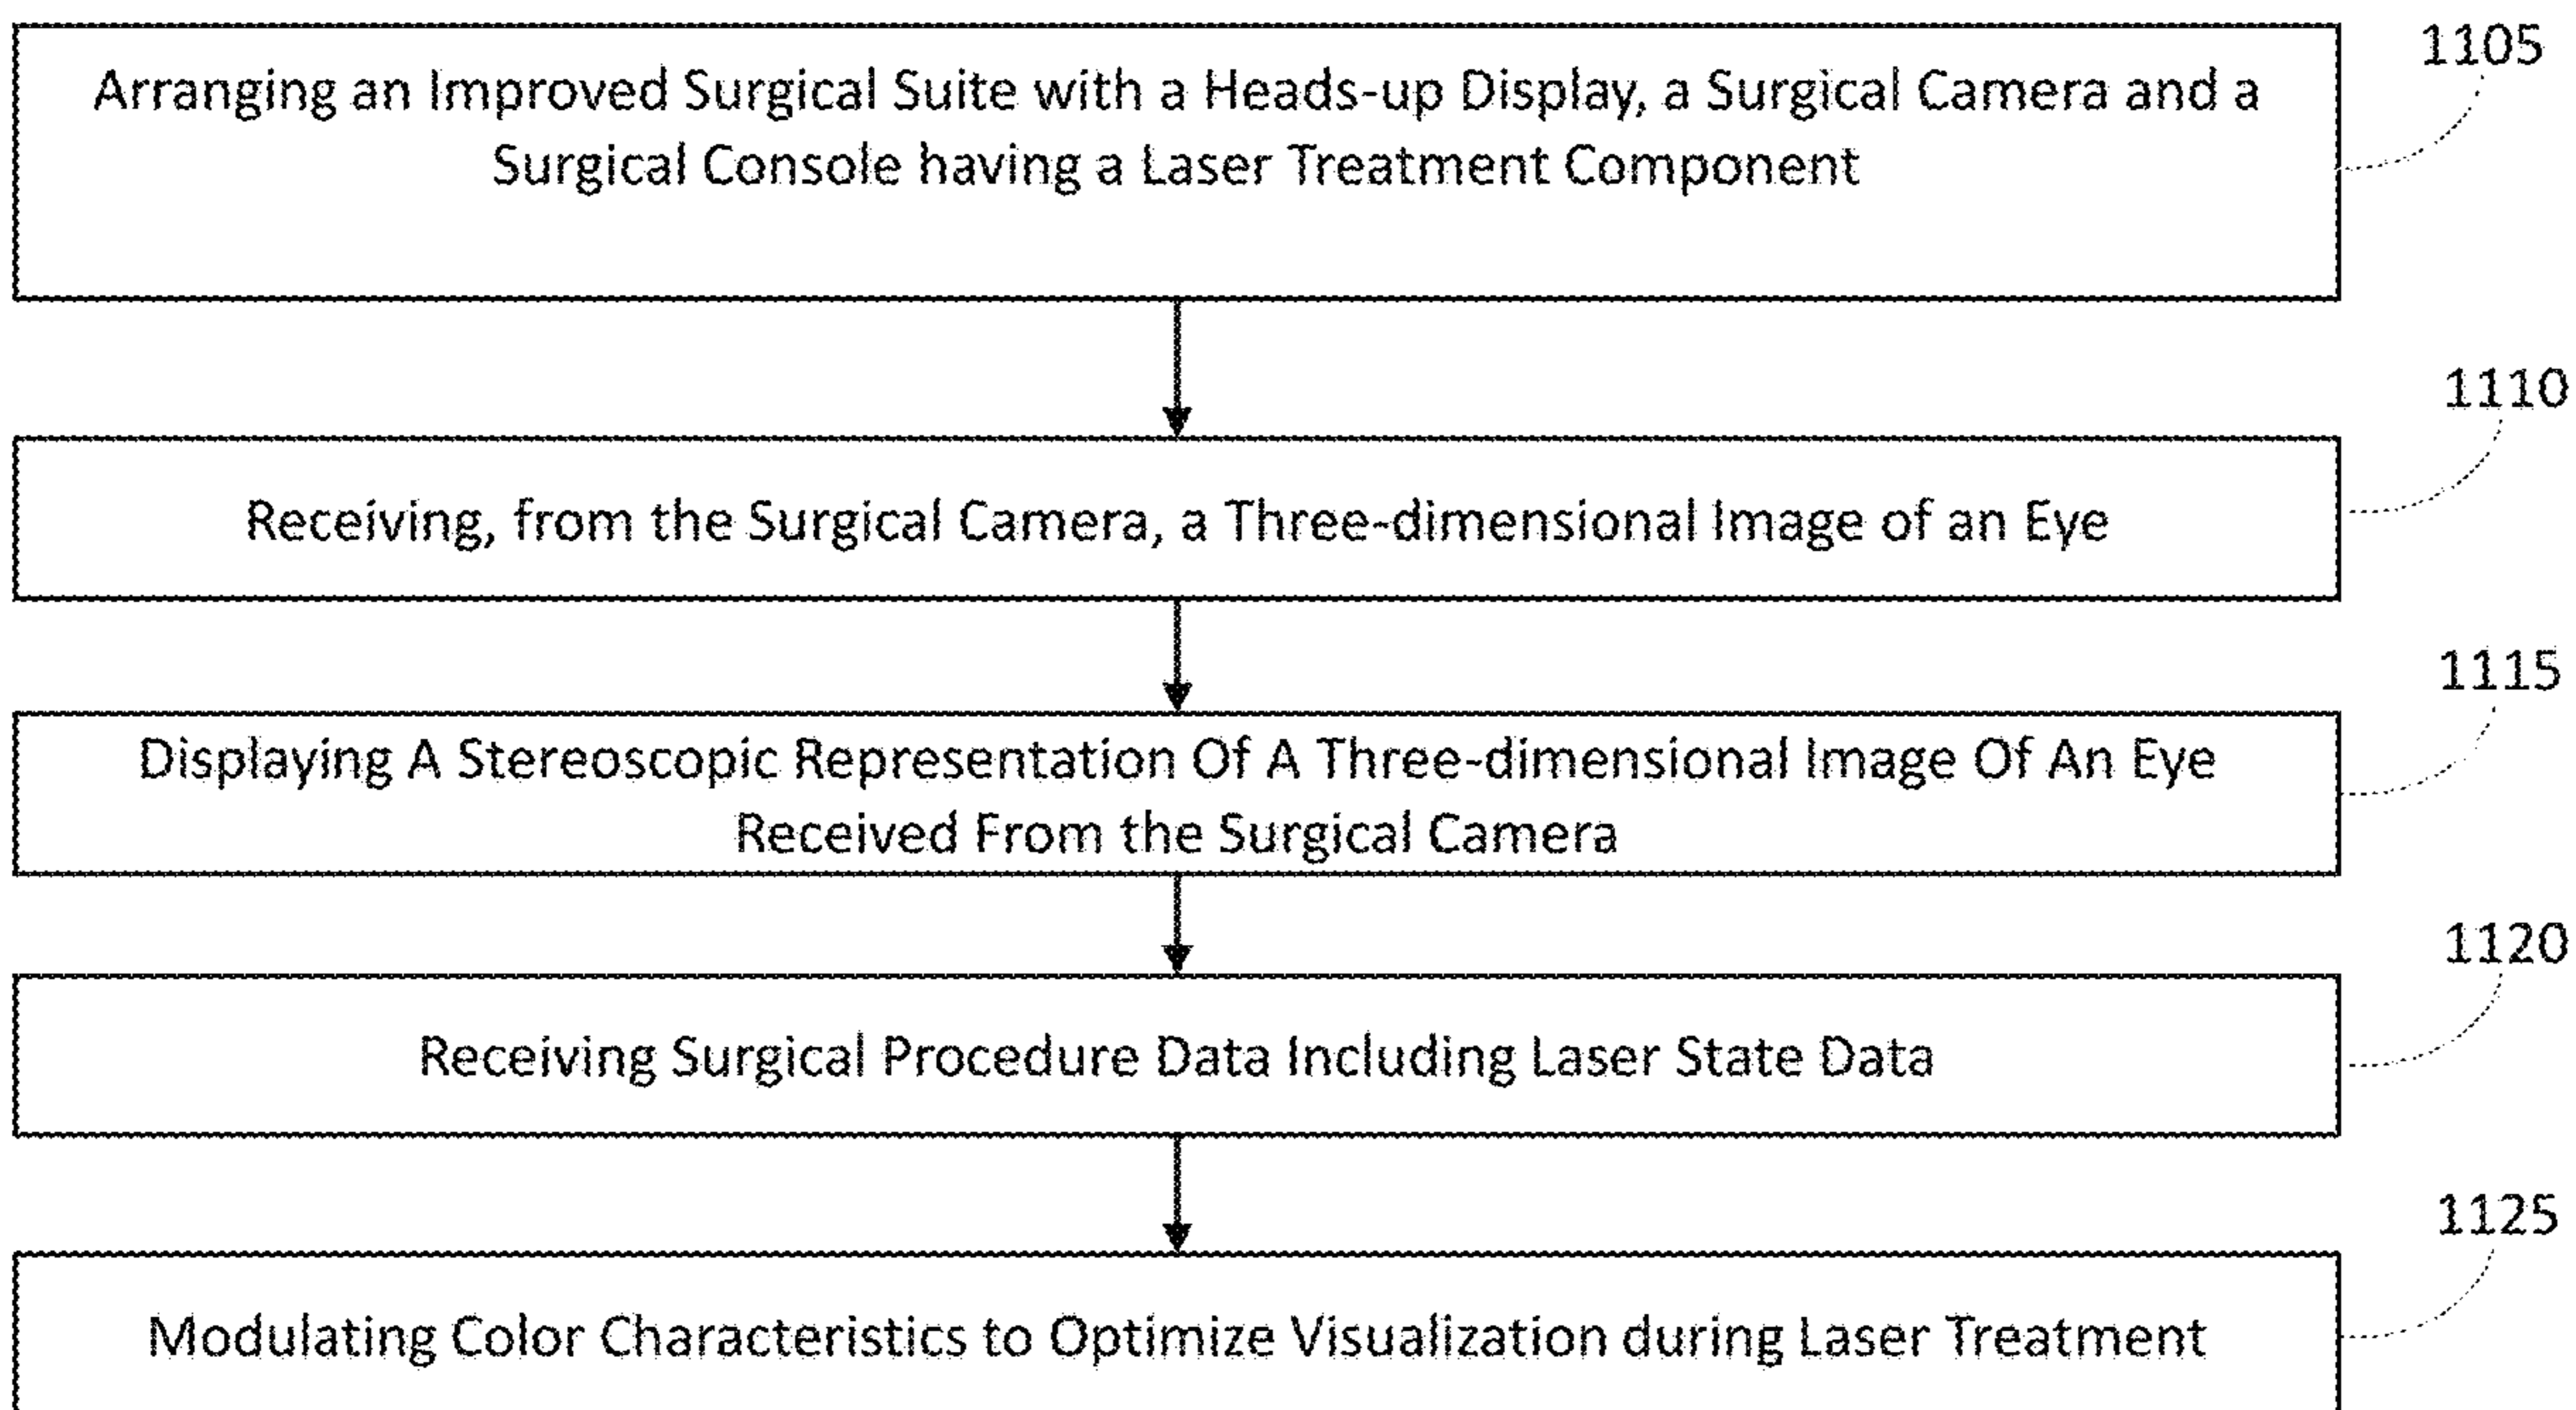 1105
Arranging an Improved Surgical Suite with a Heads-up Display, a Surgical Camera and a
Surgical Console having a Laser Treatment Component
1110
Receiving, from the Surgical Camera, a Three-dimensional Image of an Eye
1115
Displaying A Stereoscopic Representation Of A Three-dimensional Image Of An Eye
Received From the Surgical Camera
1120
Receiving Surgical Procedure Data Including Laser State Data
1125
Modulating Color Characteristics to Optimize Visualization during Laser Treatment